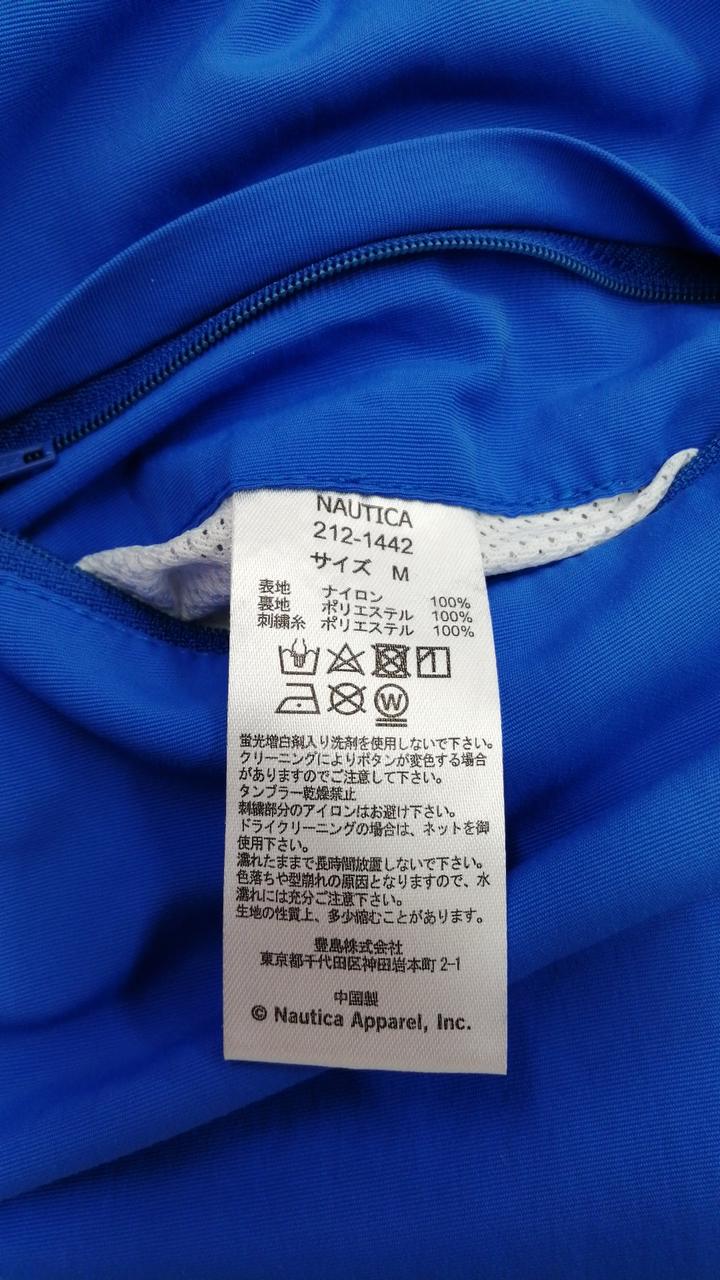 NAUTICA
212-1442
サイズ M
表地 ナイロン 100%
裏地 ポリエステル 100%
刺繍糸 ポリエステル 100%
W
蛍光増白剤入り洗剤を使用しないで下さい。
クリーニングによりボタンが変色する場合
がありますのでご注意して下さい。
タンブラー乾燥禁止
刺繍部分のアイロンはお避け下さい。
ドライクリーニングの場合は、ネットを御
使用下さい。
濡れたままで長時間放置しないで下さい。
色落ちや型崩れの原因となりますので、水
濡れには充分ご注意下さい。
生地の性質上、多少縮むことがあります。
豊島株式会社
東京都千代田区神田岩本町 2-1
中国製
© Nautica Apparel, Inc.